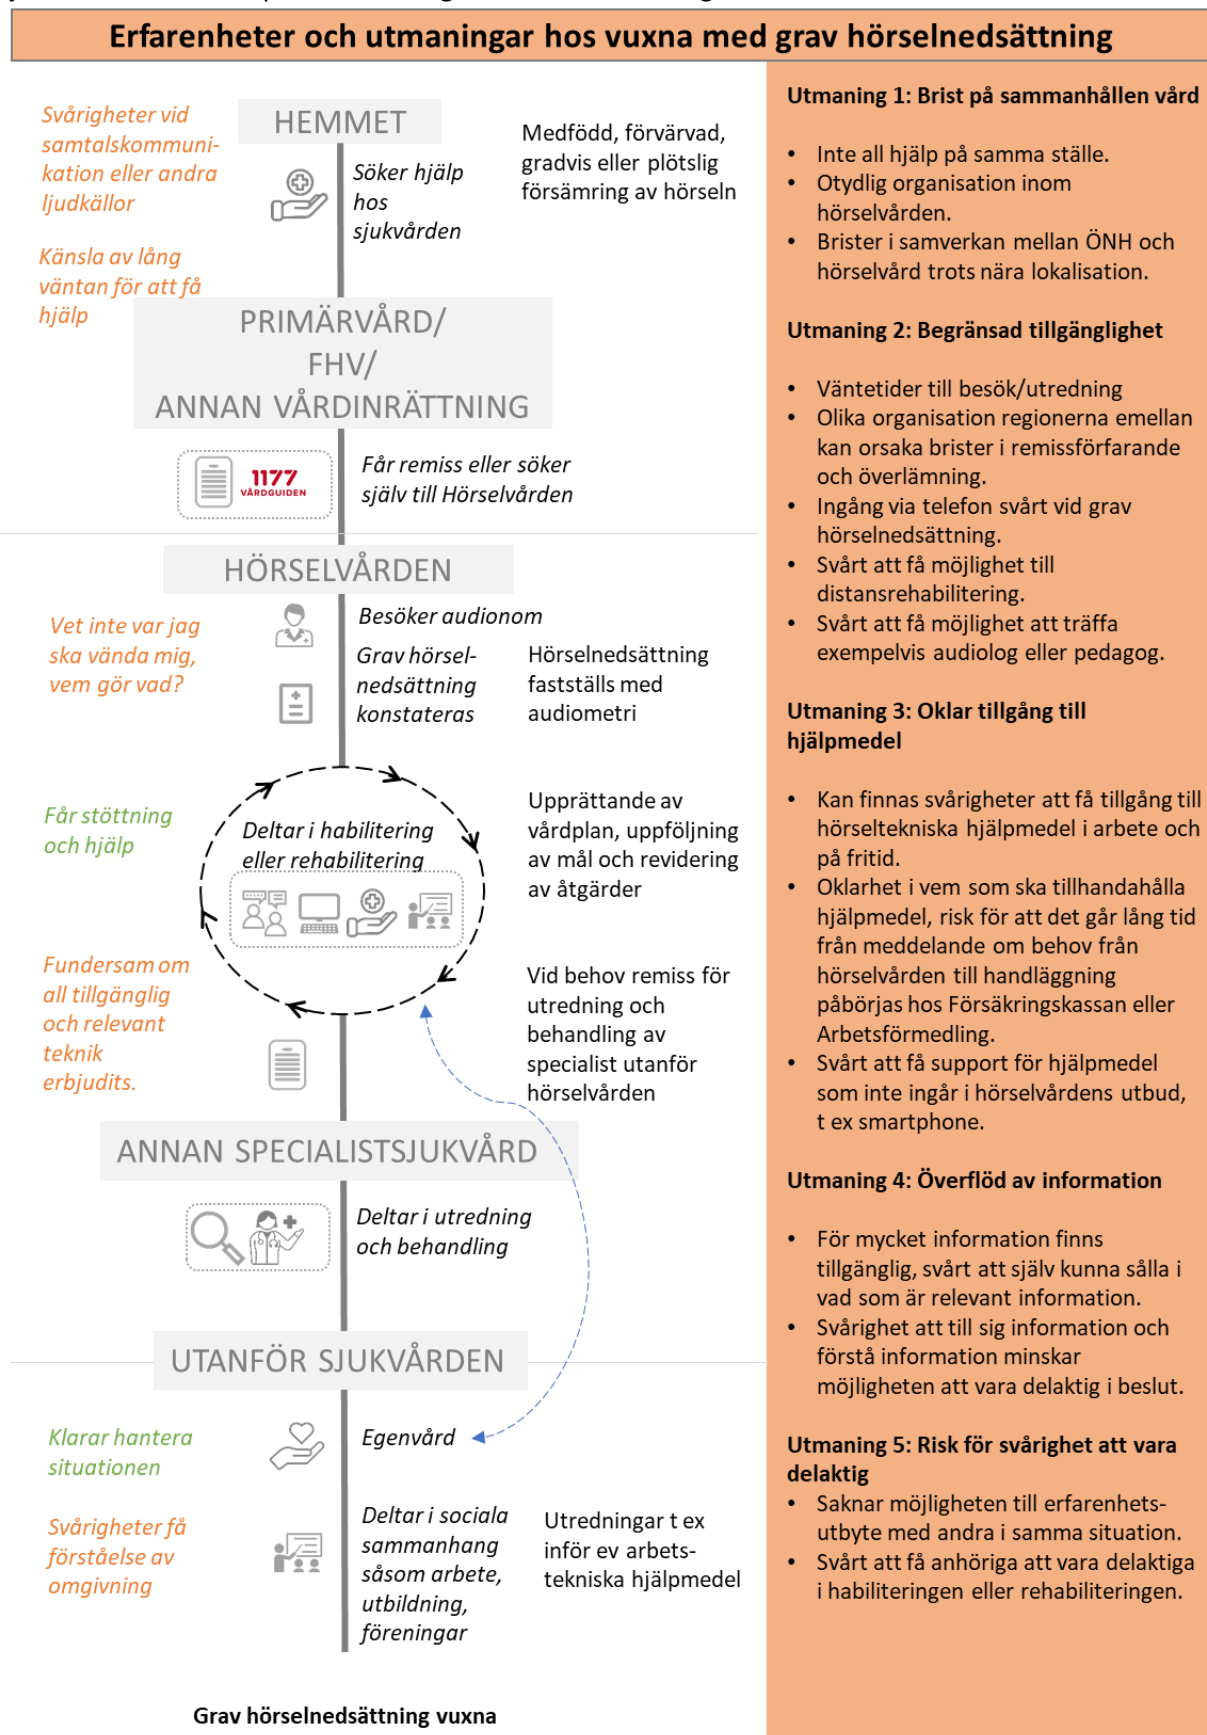 Erfarenheter och utmaningar hos vuxna med grav hörselnedsättning
Svårigheter vid
samtalskommuni-
kation eller andra
ljudkällor
Känsla av lång
väntan för att få
hjälp
HEMMET
Söker hjälp
hos
sjukvården
Medfödd, förvärvad,
gradvis eller plötslig
försämring av hörseln
PRIMÄRVÅRD/
FHV/
ANNAN VÅRDINRÄTTNING
1177
VÅRDGUIDEN
Får remiss eller söker
själv till Hörselvården
HÖRSELVÅRDEN
Vet inte var jag
ska vända mig,
vem gör vad?
Besöker audionom
Grav hörsel-
nedsättning
konstateras
Hörselnedsättning
fastställs med
audiometri
Får stöttning
och hjälp
Deltar i habilitering
eller rehabilitering
Upprättande av
vårdplan, uppföljning
av mål och revidering
av åtgärder
Fundersam om
all tillgänglig
och relevant
teknik
erbjudits.
Vid behov remiss för
utredning och
behandling av
specialist utanför
hörselvården
ANNAN SPECIALISTSJUKVÅRD
Deltar i utredning
och behandling
UTANFÖR SJUKVÅRDEN
Klarar hantera
situationen
Egenvård
Svårigheter få
förståelse av
omgivning
Deltar i sociala
sammanhang
såsom arbete,
utbildning,
föreningar
Utredningar t ex
inför ev arbets-
tekniska hjälpmedel
Grav hörselnedsättning vuxna
Utmaning 1: Brist på sammanhållen vård
• Inte all hjälp på samma ställe.
• Otydlig organisation inom
hörselvården.
• Brister i samverkan mellan ÖNH och
hörselvård trots nära lokalisation.
Utmaning 2: Begränsad tillgänglighet
• Väntetider till besök/utredning
• Olika organisation regionerna emellan
kan orsaka brister i remissförfarande
och överlämning.
• Ingång via telefon svårt vid grav
hörselnedsättning.
• Svårt att få möjlighet till
distansrehabilitering.
• Svårt att få möjlighet att träffa
exempelvis audiolog eller pedagog.
Utmaning 3: Oklar tillgång till
hjälpmedel
• Kan finnas svårigheter att få tillgång till
hörseltekniska hjälpmedel i arbete och
på fritid.
• Oklarhet i vem som ska tillhandahålla
hjälpmedel, risk för att det går lång tid
från meddelande om behov från
hörselvården till handläggning
påbörjas hos Försäkringskassan eller
Arbetsförmedling.
• Svårt att få support för hjälpmedel
som inte ingår i hörselvårdens utbud,
t ex smartphone.
Utmaning 4: Överflöd av information
• För mycket information finns
tillgänglig, svårt att själv kunna sålla i
vad som är relevant information.
• Svårighet att till sig information och
förstå information minskar
möjligheten att vara delaktig i beslut.
Utmaning 5: Risk för svårighet att vara
delaktig
• Saknar möjligheten till erfarenhets-
utbyte med andra i samma situation.
• Svårt att få anhöriga att vara delaktiga
i habiliteringen eller rehabiliteringen.